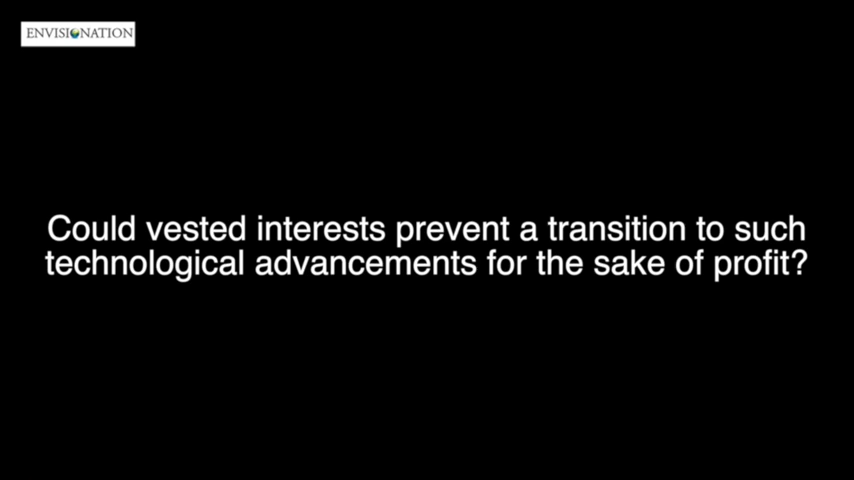 ENVISIONATION
Could vested interests prevent a transition to such
technological advancements for the sake of profit?